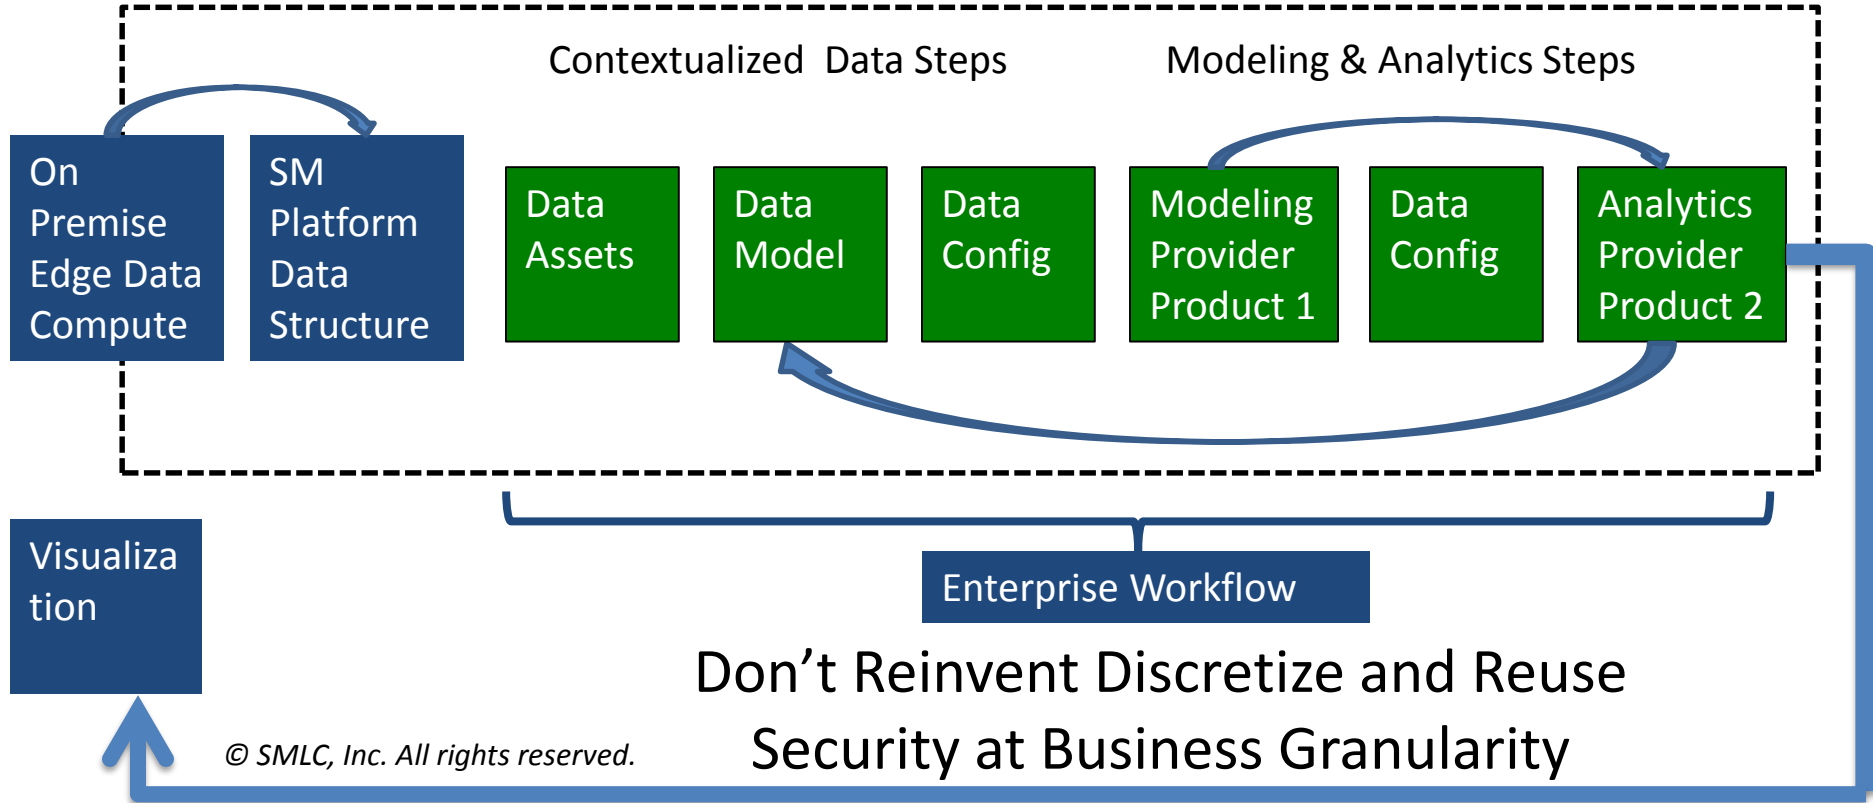 Contextualized  Data Steps
Modeling & Analytics Steps
On
Premise
Edge Data
Compute
SM
Platform
Data
Structure
Data
Assets
Data
Model
Data
Config
Modeling
Provider
Product 1
Data
Config
Analytics
Provider
Product 2
Visualiza
tion
Enterprise Workflow
Don’t Reinvent Discretize and Reuse
Security at Business Granularity
© SMLC, Inc. All rights reserved.